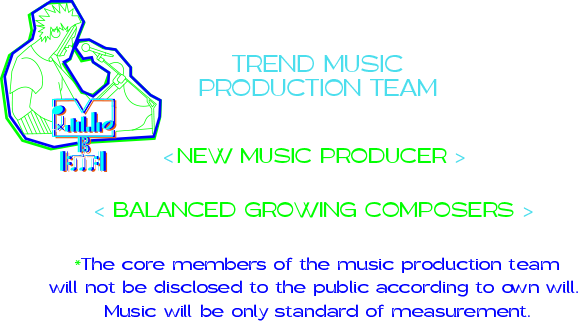 TREND MUSIC
PRODUCTION TEAM
< NEW MUSIC PRODUCER >
< BALANCED GROWING COMPOSERS >
*The core members of the music production team
will not be disclosed to the public according to own will.
Music will be only standard of measurement.